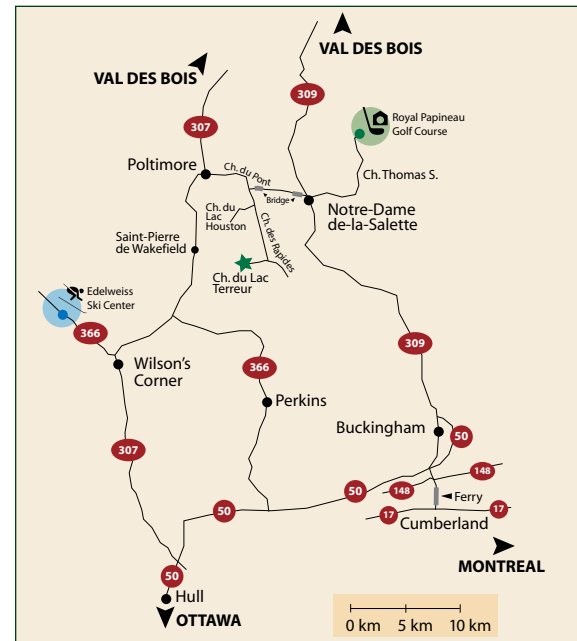 VAL DES BOIS
309
VAL DES BOIS
307
Royal Papineau
Golf Course
Poltimore
Ch. du Pont
Ch. Thomas S.
Bridge
Ch. du
Lac
Houston
Notre-Dame
de-la-Salette
Ch. des Rapides
Saint-Pierre
de Wakefield
Ch. du Lac
Terreur
Edelweiss
Ski Center
366
309
Wilson's
Corner
366
Perkins
Buckingham
50
307
148
50
148
Ferry
50
17
17
Cumberland
MONTREAL
50
Hull
OTTAWA
0 km
5 km
10 km